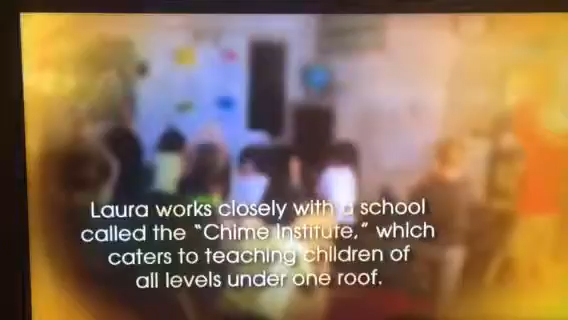 Laura works closely with a school
called the "Chime Institute," which
caters to teaching children of
all levels under one roof.